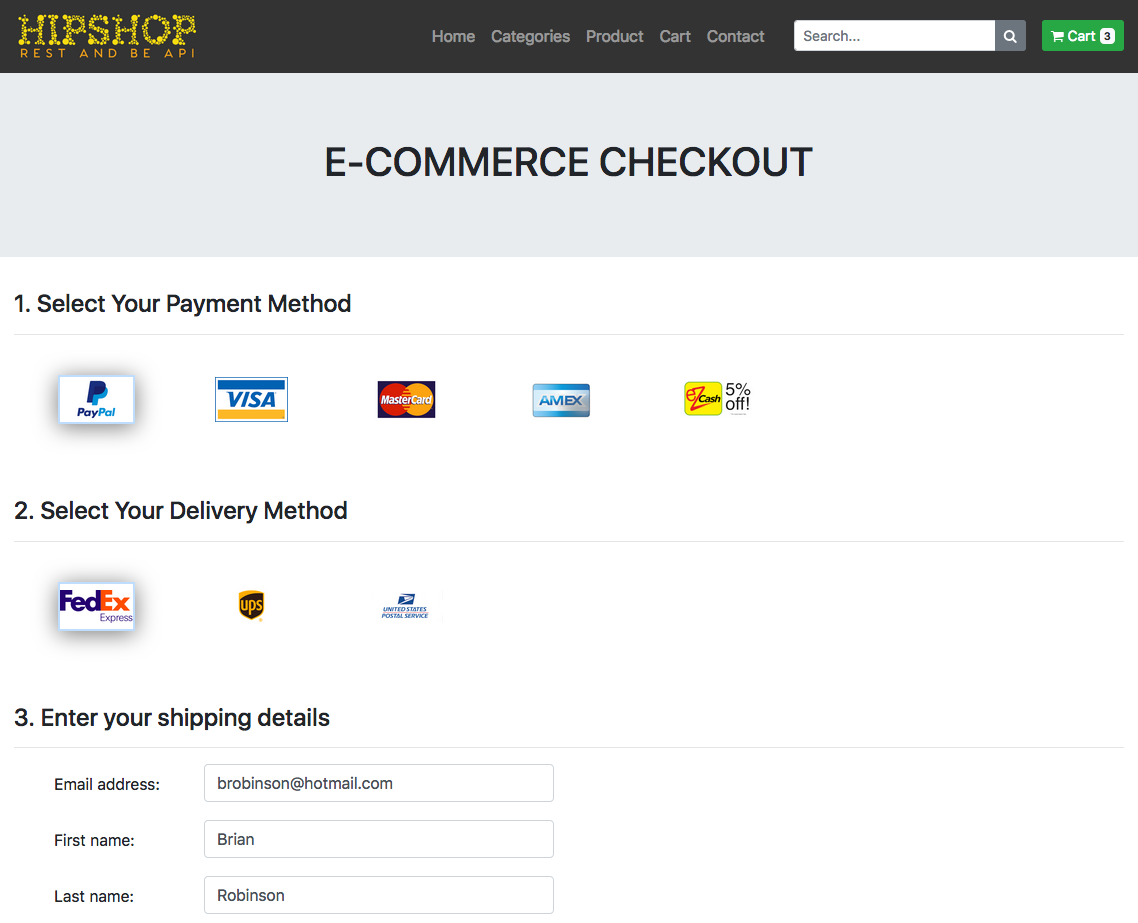 HIPSHOP
REST AND BE API
Home Categories Product Cart Contact Search... Cart 3
E-COMMERCE CHECKOUT
1. Select Your Payment Method
PayPal VISA MasterCard AMEX eZ Cash 5% off!
2. Select Your Delivery Method
FedEx Express ups UNITED STATES POSTAL SERVICE
3. Enter your shipping details
Email address: brobinson@hotmail.com
First name: Brian
Last name: Robinson